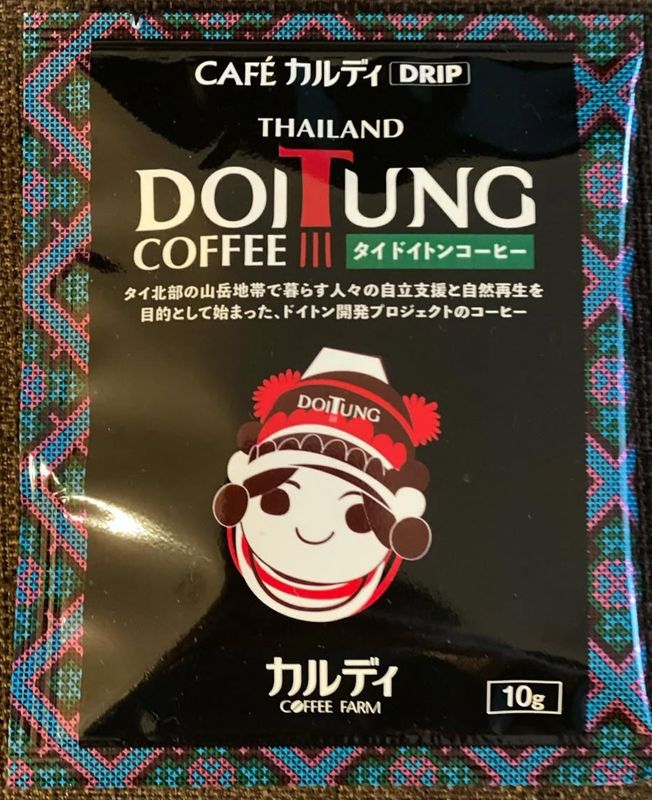 CAFÉ カルディ DRIP
THAILAND
DOITUNG
COFFEE タイドイトンコーヒー
タイ北部の山岳地帯で暮らす人々の自立支援と自然再生を
目的として始まった、ドイトン開発プロジェクトのコーヒー
DOITUNG
カルディ
COFFEE FARM
10g